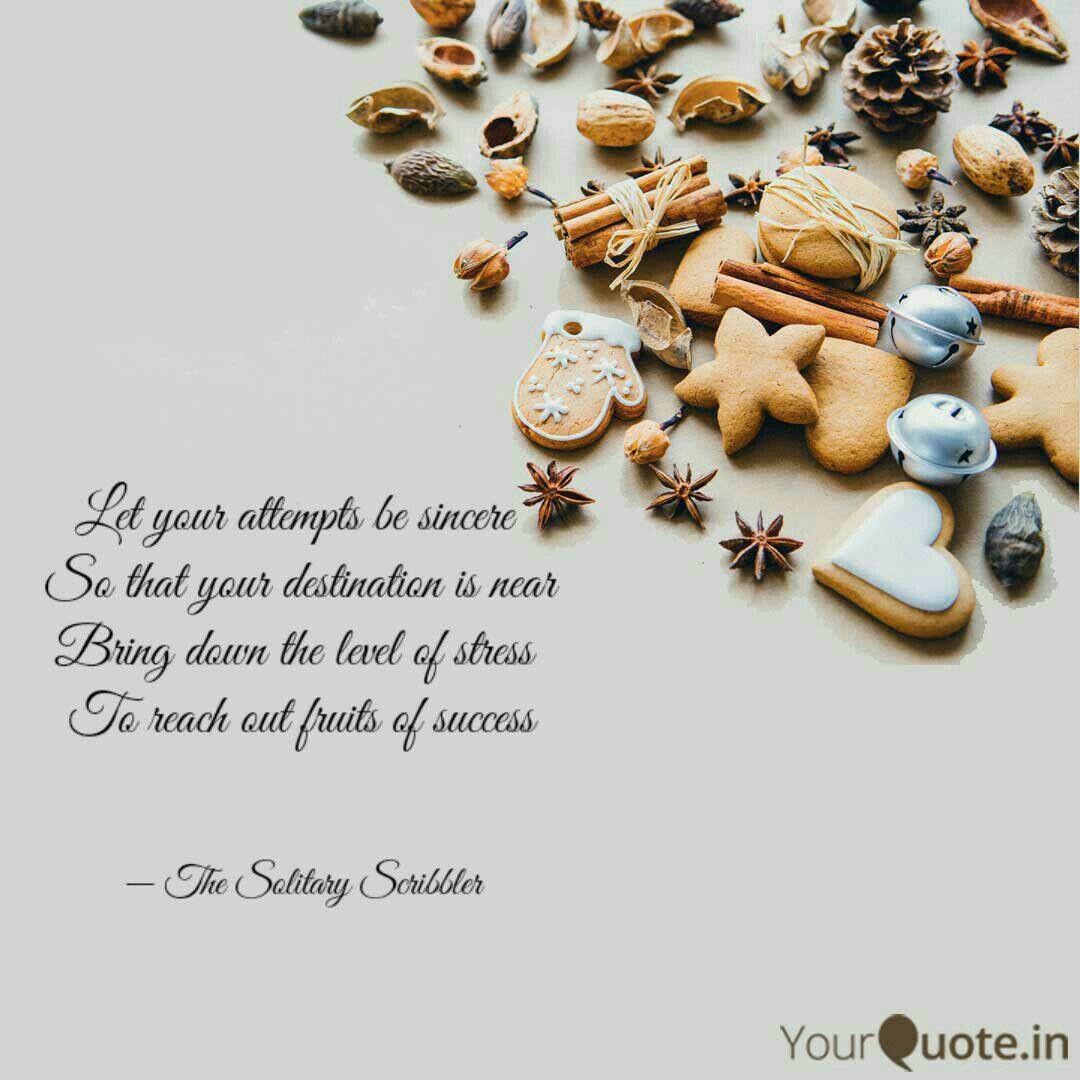 Let your attempts be sincere
So that your destination is near
Bring down the level of stress
To reach out fruits of success
— The Solitary Scribbler
YourQuote.in